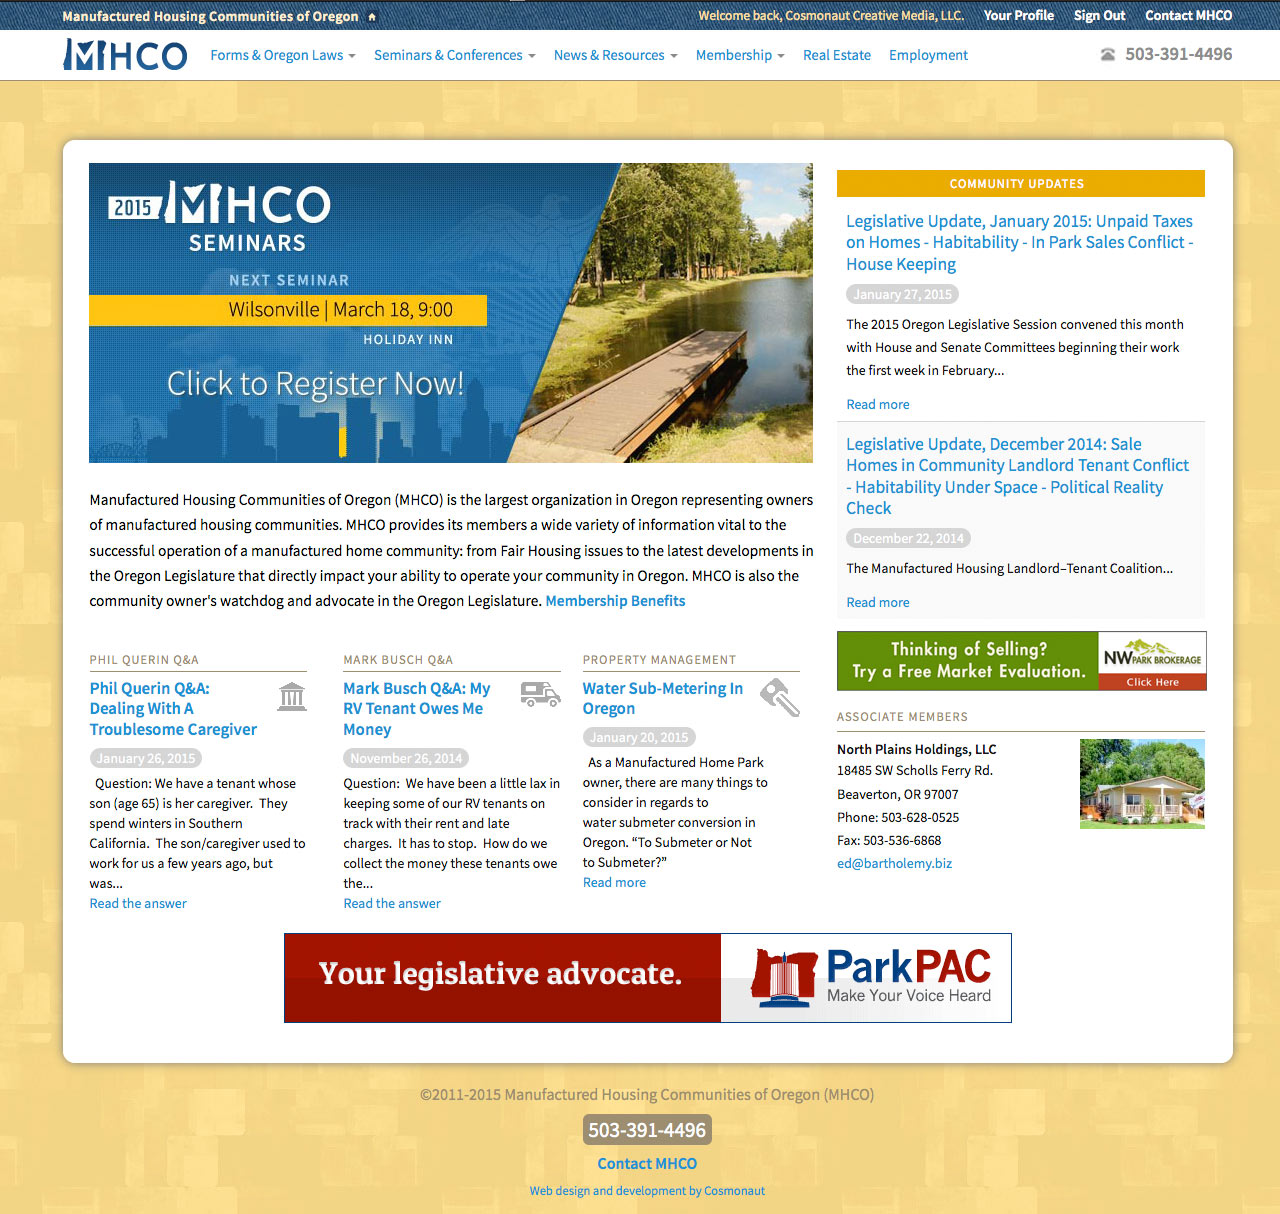 Manufactured Housing Communities of Oregon
Welcome back, Cosmonaut Creative Media, LLC. Your Profile Sign Out Contact MHCO
MHCO Forms & Oregon Laws Seminars & Conferences News & Resources Membership Real Estate Employment 503-391-4496
2015 MHCO
SEMINARS
NEXT SEMINAR
Wilsonville | March 18, 9:00
HOLIDAY INN
Click to Register Now!
Manufactured Housing Communities of Oregon (MHCO) is the largest organization in Oregon representing owners
of manufactured housing communities. MHCO provides its members a wide variety of information vital to the
successful operation of a manufactured home community: from Fair Housing issues to the latest developments in
the Oregon Legislature that directly impact your ability to operate your community in Oregon. MHCO is also the
community owner's watchdog and advocate in the Oregon Legislature. Membership Benefits
PHIL QUERIN Q&A
Phil Querin Q&A:
Dealing With A
Troublesome Caregiver
January 26, 2015
Question: We have a tenant whose
son (age 65) is her caregiver. They
spend winters in Southern
California. The son/caregiver used to
work for us a few years ago, but
was...
Read the answer
MARK BUSCH Q&A
Mark Busch Q&A: My
RV Tenant Owes Me
Money
November 26, 2014
Question: We have been a little lax in
keeping some of our RV tenants on
track with their rent and late
charges. It has to stop. How do we
collect the money these tenants owe
the...
Read the answer
PROPERTY MANAGEMENT
Water Sub-Metering In
Oregon
January 20, 2015
As a Manufactured Home Park
owner, there are many things to
consider in regards to
water submeter conversion in
Oregon. “To Submeter or Not
to Submeter?”
Read more
COMMUNITY UPDATES
Legislative Update, January 2015: Unpaid Taxes
on Homes - Habitability - In Park Sales Conflict -
House Keeping
January 27, 2015
The 2015 Oregon Legislative Session convened this month
with House and Senate Committees beginning their work
the first week in February...
Read more
Legislative Update, December 2014: Sale
Homes in Community Landlord Tenant Conflict
- Habitability Under Space - Political Reality
Check
December 22, 2014
The Manufactured Housing Landlord–Tenant Coalition...
Read more
Thinking of Selling?
Try a Free Market Evaluation.
NW PARK BROKERAGE
Click Here
ASSOCIATE MEMBERS
North Plains Holdings, LLC
18485 SW Scholls Ferry Rd.
Beaverton, OR 97007
Phone: 503-628-0525
Fax: 503-536-6868
ed@bartholemy.biz
Your legislative advocate.
ParkPAC
Make Your Voice Heard
©2011-2015 Manufactured Housing Communities of Oregon (MHCO)
503-391-4496
Contact MHCO
Web design and development by Cosmonaut